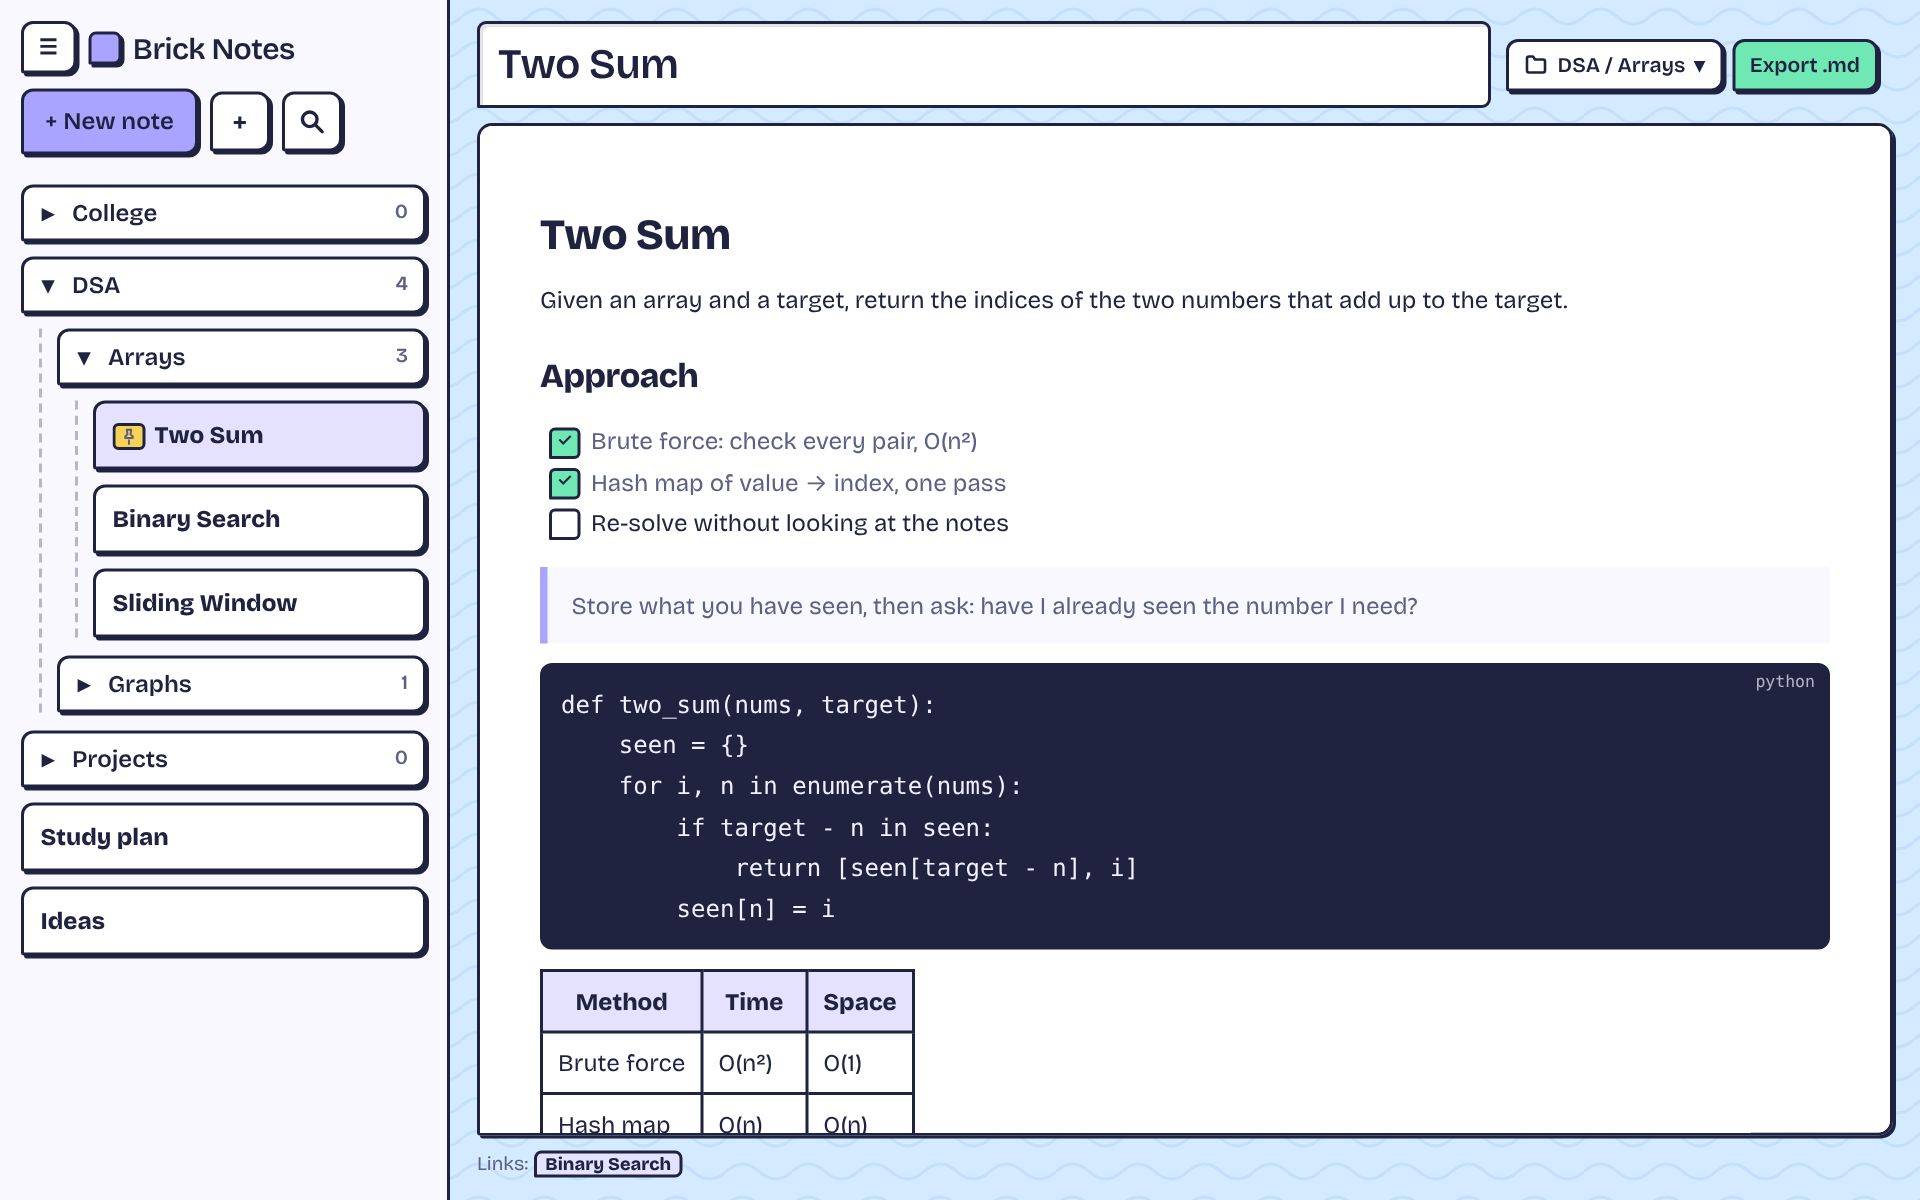 Brick Notes
+ New note
+
College 0
DSA 4
Arrays 3
Two Sum
Binary Search
Sliding Window
Graphs 1
Projects 0
Study plan
Ideas
Two Sum
DSA / Arrays ▼
Export .md
Two Sum
Given an array and a target, return the indices of the two numbers that add up to the target.
Approach
Brute force: check every pair, O(n²)
Hash map of value → index, one pass
Re-solve without looking at the notes
Store what you have seen, then ask: have I already seen the number I need?
python
def two_sum(nums, target):
    seen = {}
    for i, n in enumerate(nums):
        if target - n in seen:
            return [seen[target - n], i]
        seen[n] = i
Method Time Space
Brute force O(n²) O(1)
Hash map O(n) O(n)
Links: Binary Search